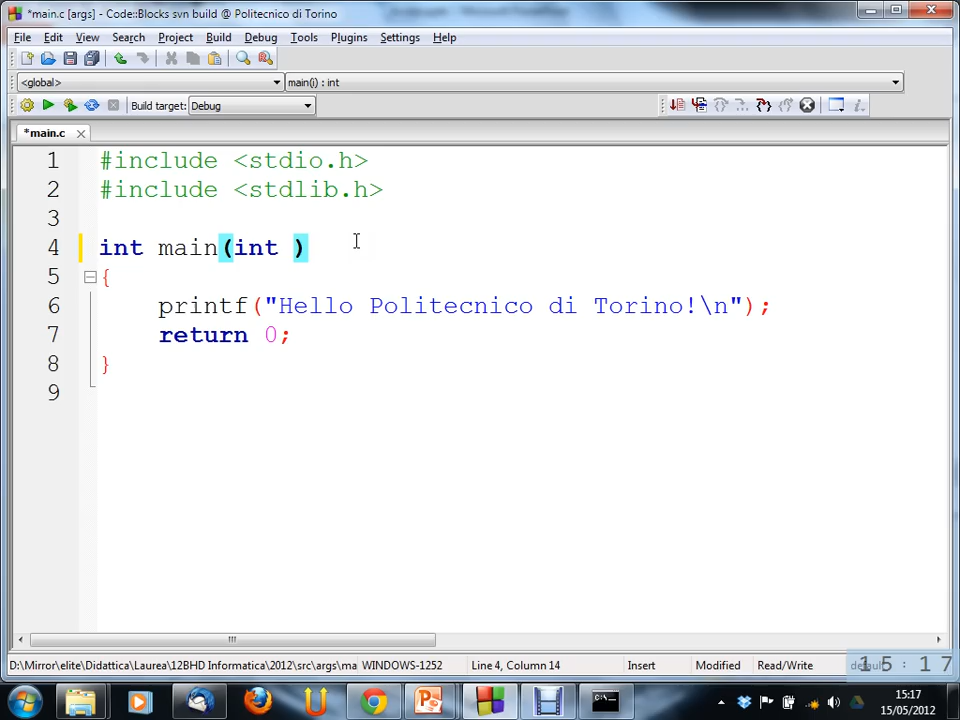 *main.c [args] - Code::Blocks svn build @ Politecnico di Torino
File Edit View Search Project Build Debug Tools Plugins Settings Help
<global> main(i) : int
Build target: Debug
*main.c
1 #include <stdio.h>
2 #include <stdlib.h>
3
4 int main(int )
5 {
6 printf("Hello Politecnico di Torino!\n");
7 return 0;
8 }
9
D:\Mirror\elite\Didattica\Laurea\12BHD Informatica\2012\src\args\ma WINDOWS-1252 Line 4, Column 14 Insert Modified Read/Write default
15:17
15:17
15/05/2012